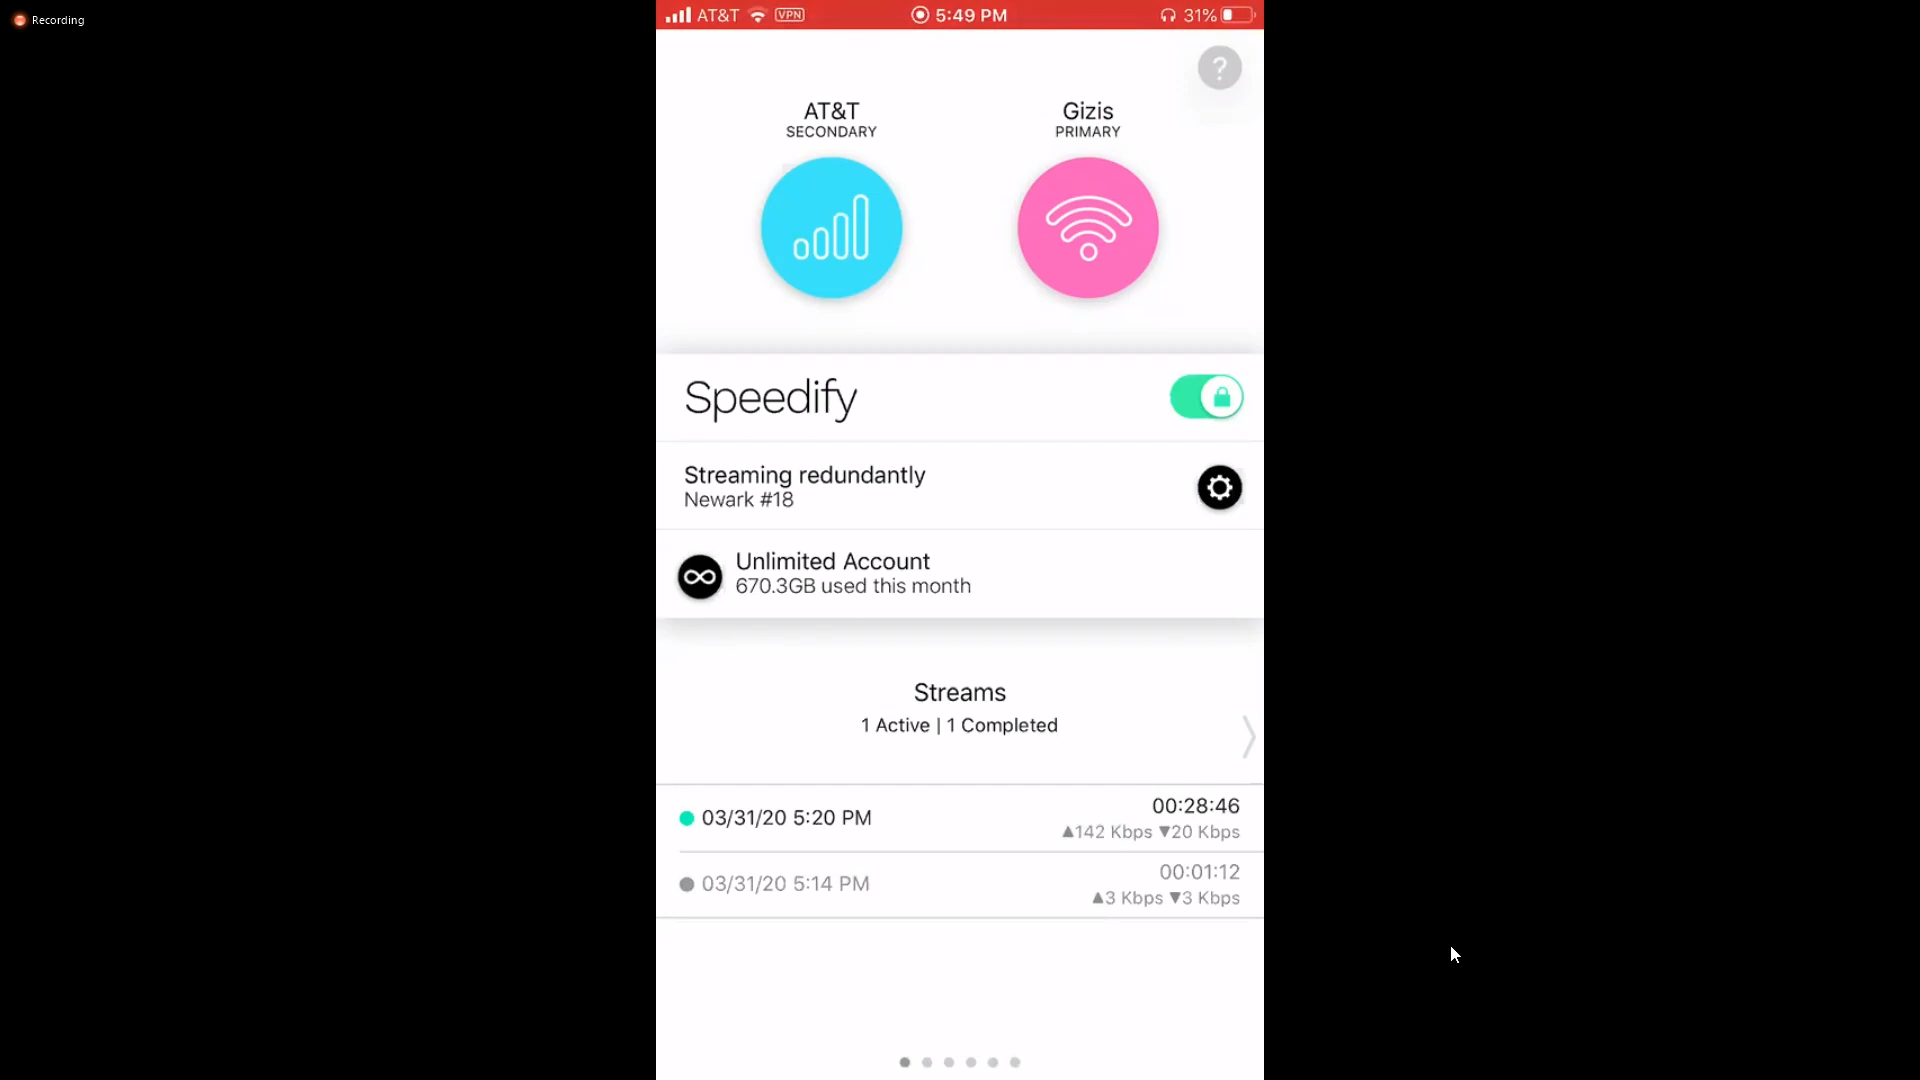 Recording
AT&T VPN 5:49 PM 31%
?
AT&T
SECONDARY
Gizis
PRIMARY
Speedify
Streaming redundantly
Newark #18
Unlimited Account
670.3GB used this month
Streams
1 Active | 1 Completed
03/31/20 5:20 PM
00:28:46
▲142 Kbps ▼20 Kbps
03/31/20 5:14 PM
00:01:12
▲3 Kbps ▼3 Kbps